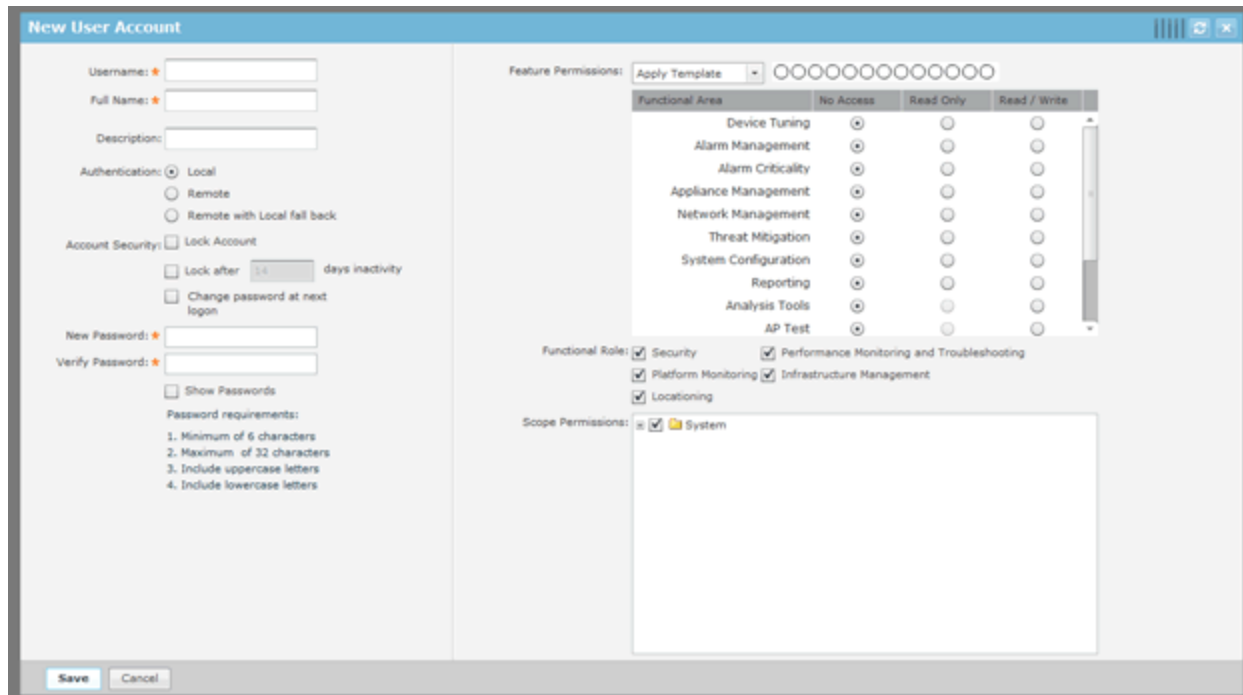 New User Account
Username: *
Full Name: *
Description:
Authentication: Local
Remote
Remote with Local fall back
Account Security: Lock Account
Lock after 14 days inactivity
Change password at next
logon
New Password: *
Verify Password: *
Show Passwords
Password requirements:
1. Minimum of 6 characters
2. Maximum of 32 characters
3. Include uppercase letters
4. Include lowercase letters
Feature Permissions: Apply Template
Functional Area No Access Read Only Read / Write
Device Tuning
Alarm Management
Alarm Criticality
Appliance Management
Network Management
Threat Mitigation
System Configuration
Reporting
Analysis Tools
AP Test
Functional Role: Security Performance Monitoring and Troubleshooting
Platform Monitoring Infrastructure Management
Locationing
Scope Permissions: System
Save Cancel